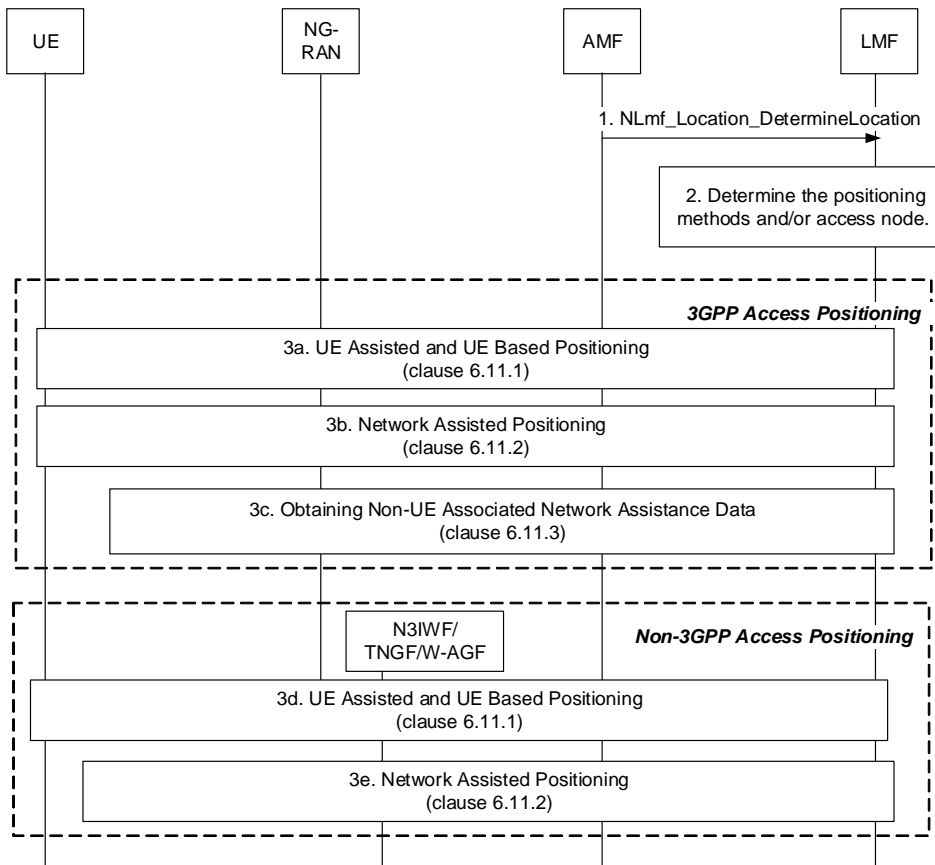 UE
NG-
RAN
AMF
LMF
1. NLmf_Location_DetermineLocation
2. Determine the positioning
methods and/or access node.
3GPP Access Positioning
3a. UE Assisted and UE Based Positioning
(clause 6.11.1)
3b. Network Assisted Positioning
(clause 6.11.2)
3c. Obtaining Non-UE Associated Network Assistance Data
(clause 6.11.3)
N3IWF/
TNGF/W-AGF
Non-3GPP Access Positioning
3d. UE Assisted and UE Based Positioning
(clause 6.11.1)
3e. Network Assisted Positioning
(clause 6.11.2)